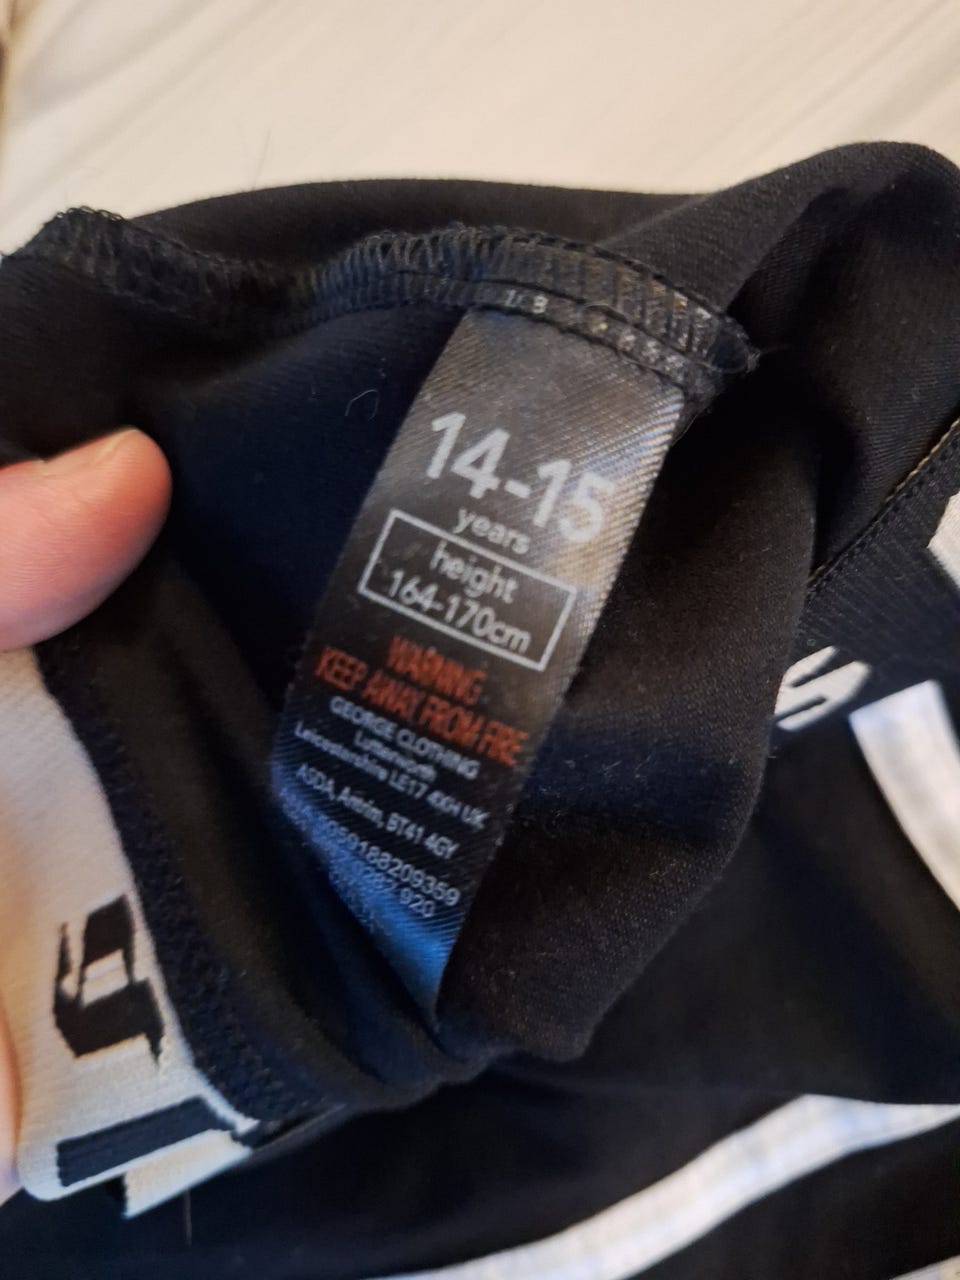 14-15
years
height
164-170cm
WARNING
KEEP AWAY FROM FIRE
GEORGE CLOTHING
Lutterworth
Leicestershire LE17 4XH UK
ASDA, Antrim, BT41 4GY